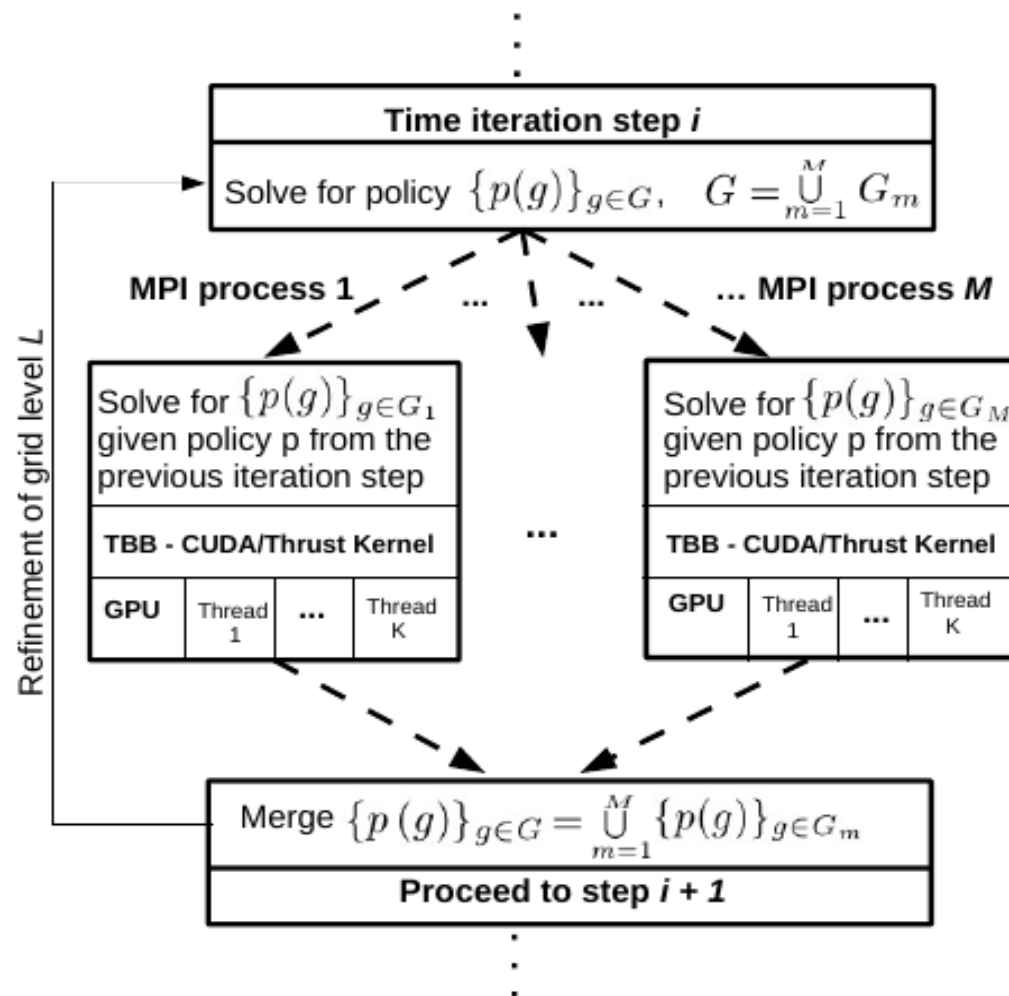 Time iteration step i
Solve for policy {p(g)}_{g∈G}, G = ⋃_{m=1}^{M} G_m
MPI process 1 ... ... ... MPI process M
Refinement of grid level L
Solve for {p(g)}_{g∈G_1}
given policy p from the
previous iteration step
TBB - CUDA/Thrust Kernel
GPU Thread 1 ... Thread K
...
Solve for {p(g)}_{g∈G_M}
given policy p from the
previous iteration step
TBB - CUDA/Thrust Kernel
GPU Thread 1 ... Thread K
Merge {p (g)}_{g∈G} = ⋃_{m=1}^{M} {p(g)}_{g∈G_m}
Proceed to step i + 1